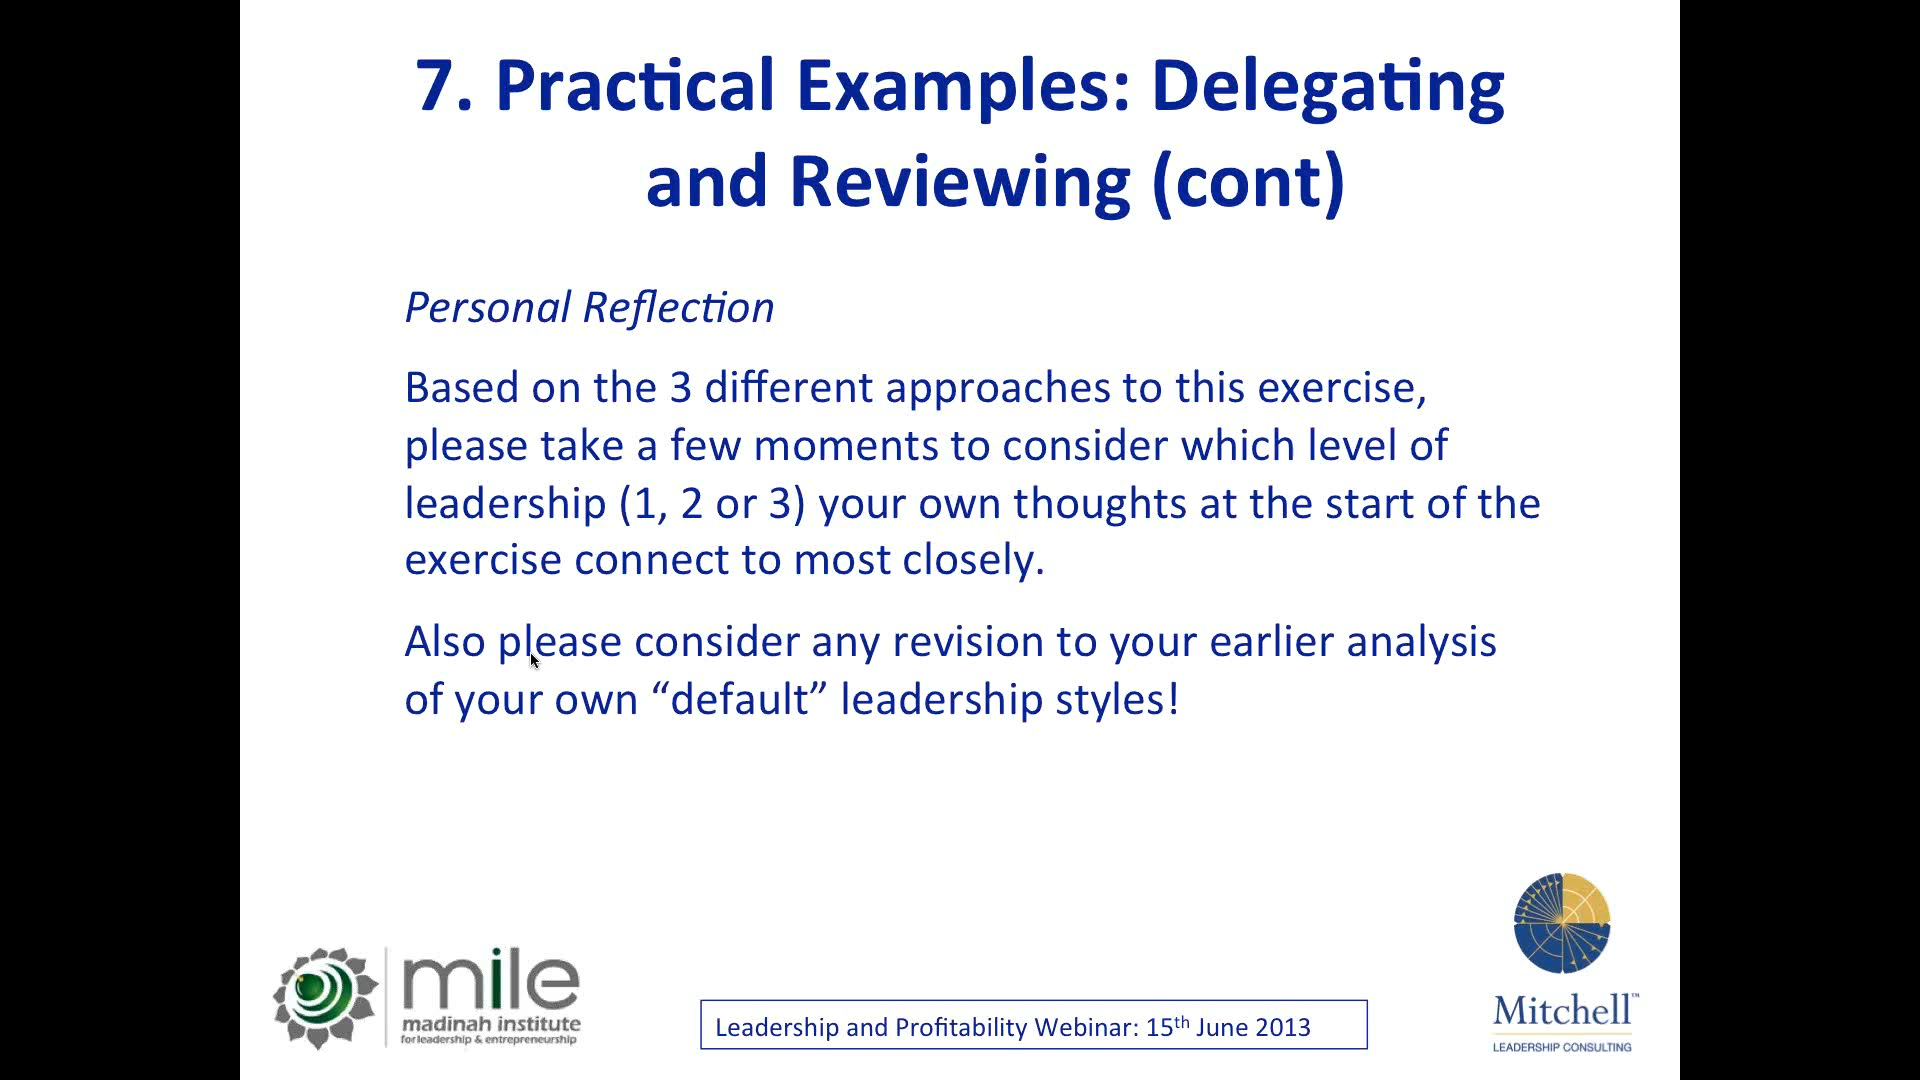 7. Practical Examples: Delegating
and Reviewing (cont)
Personal Reflection
Based on the 3 different approaches to this exercise,
please take a few moments to consider which level of
leadership (1, 2 or 3) your own thoughts at the start of the
exercise connect to most closely.
Also please consider any revision to your earlier analysis
of your own “default” leadership styles!
mile
madinah institute
for leadership & entrepreneurship
Leadership and Profitability Webinar: 15th June 2013
Mitchell™
LEADERSHIP CONSULTING